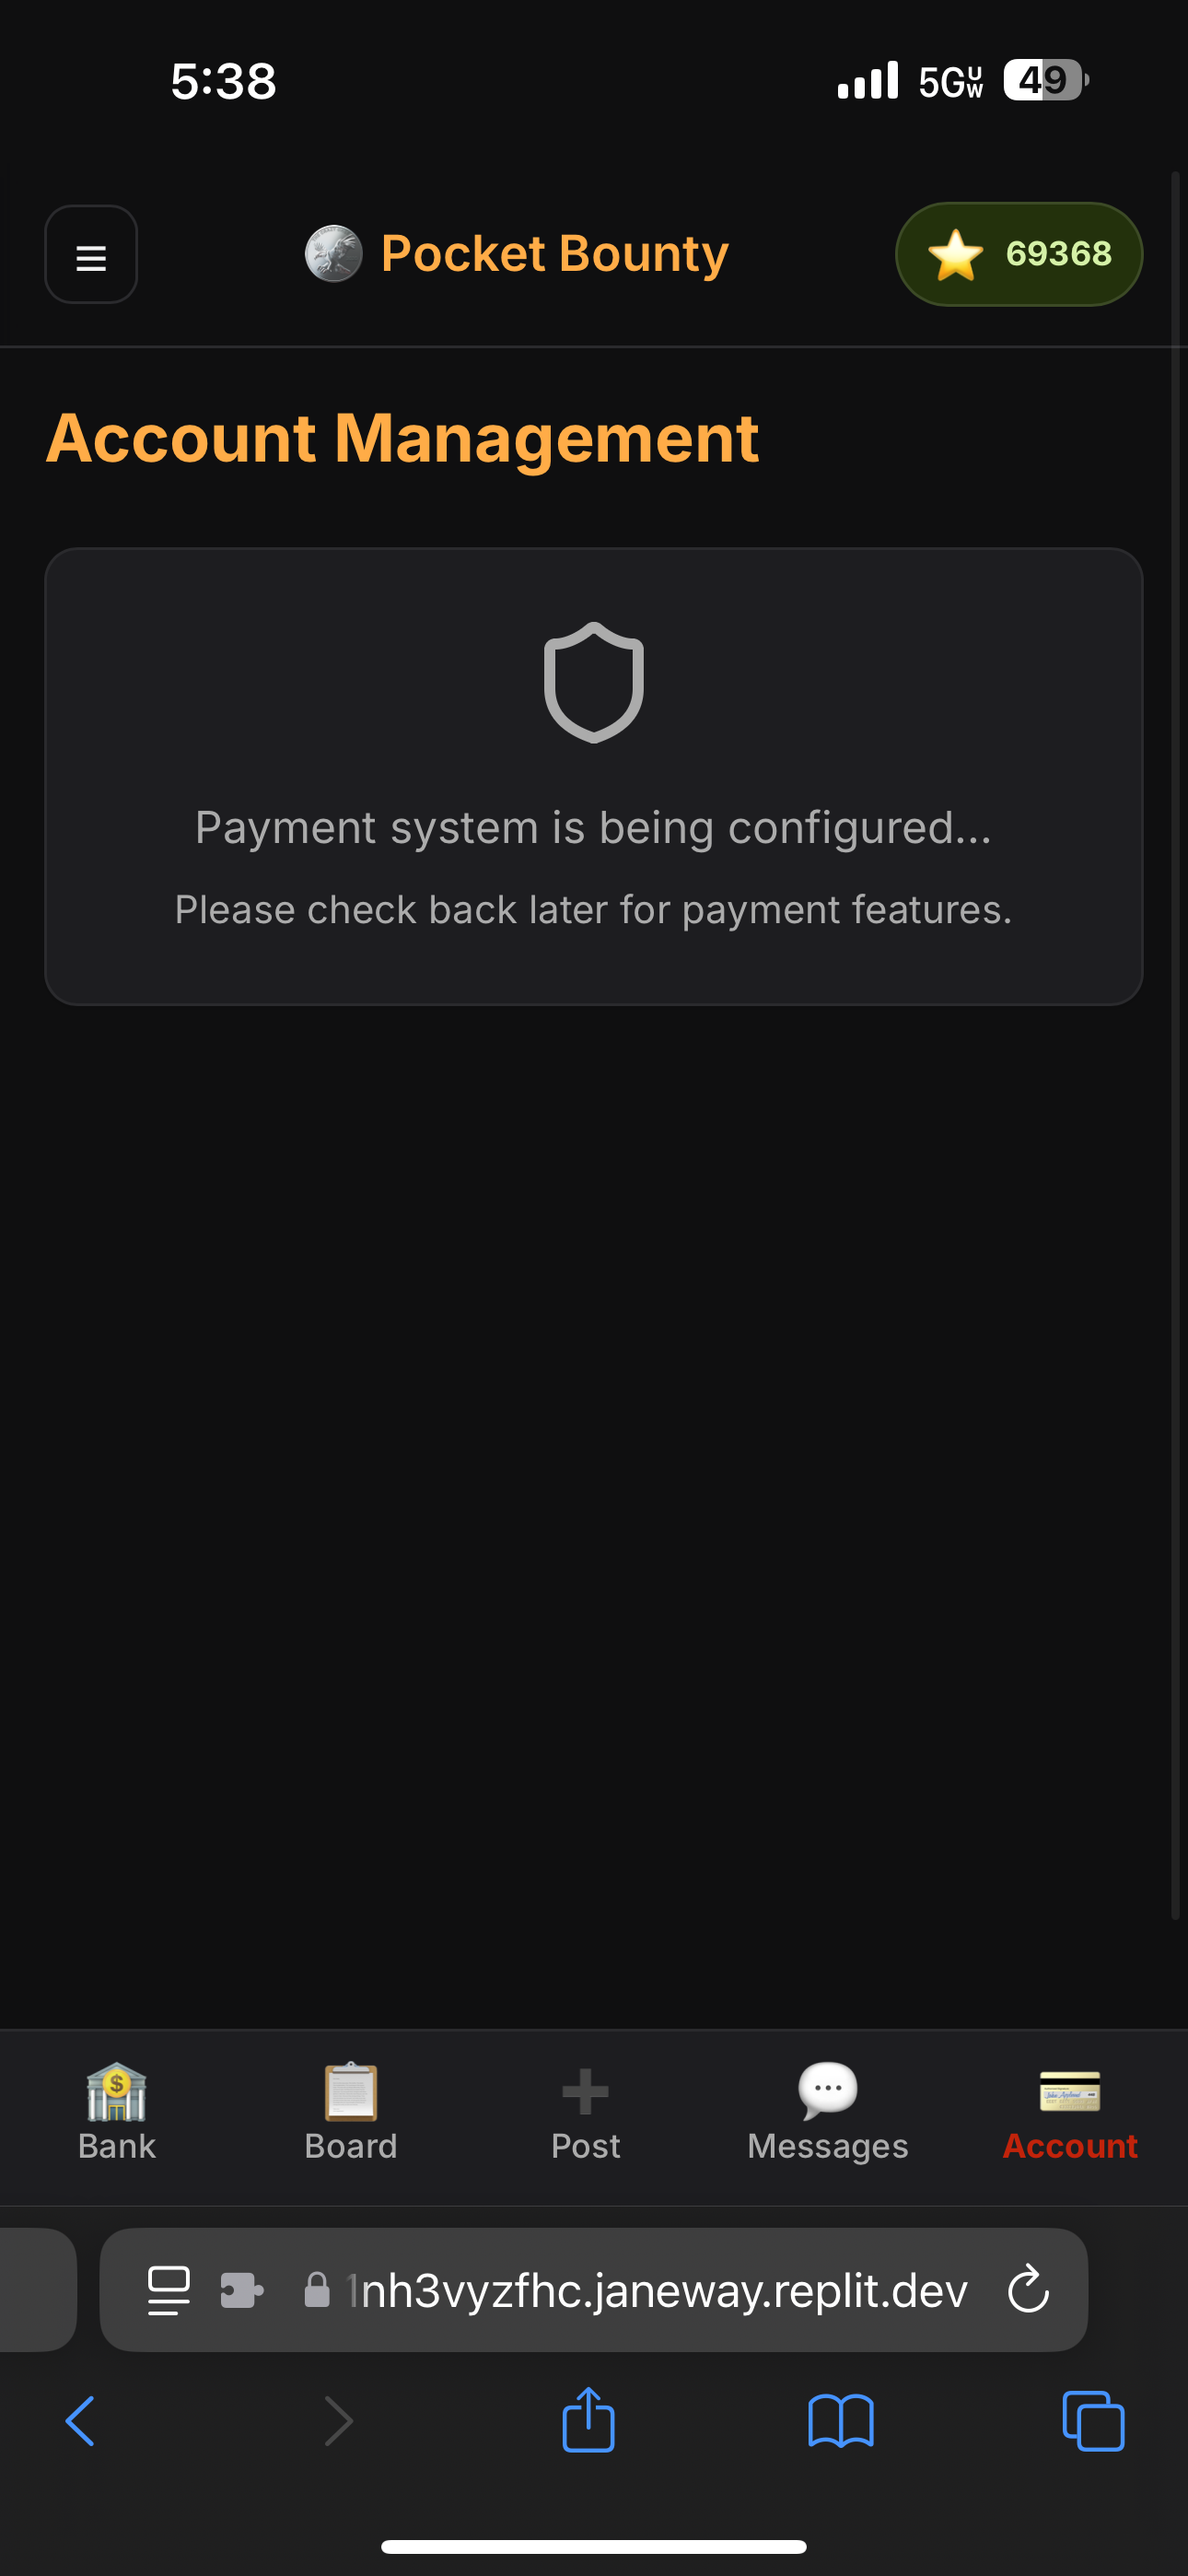 5:38
5G UW
49
Pocket Bounty
69368
Account Management
Payment system is being configured...
Please check back later for payment features.
Bank
Board
Post
Messages
Account
1nh3vyzfhc.janeway.replit.dev